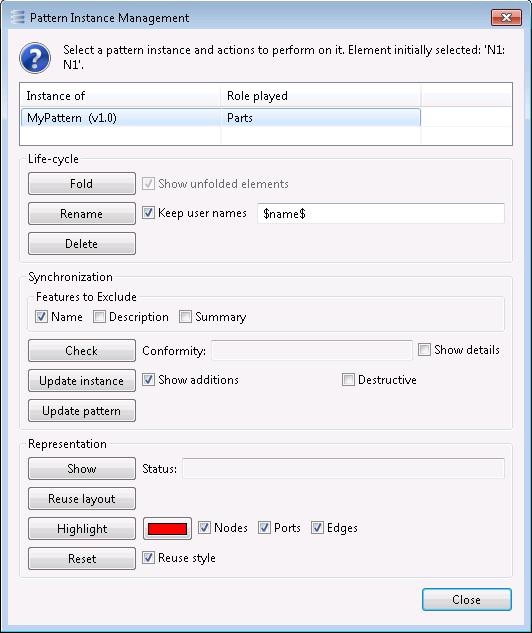 Pattern Instance Management
Select a pattern instance and actions to perform on it. Element initially selected: 'N1:
N1'.
Instance of Role played
MyPattern (v1.0) Parts
Life-cycle
Fold Show unfolded elements
Rename Keep user names $name$
Delete
Synchronization
Features to Exclude
Name Description Summary
Check Conformity: Show details
Update instance Show additions Destructive
Update pattern
Representation
Show Status:
Reuse layout
Highlight Nodes Ports Edges
Reset Reuse style
Close